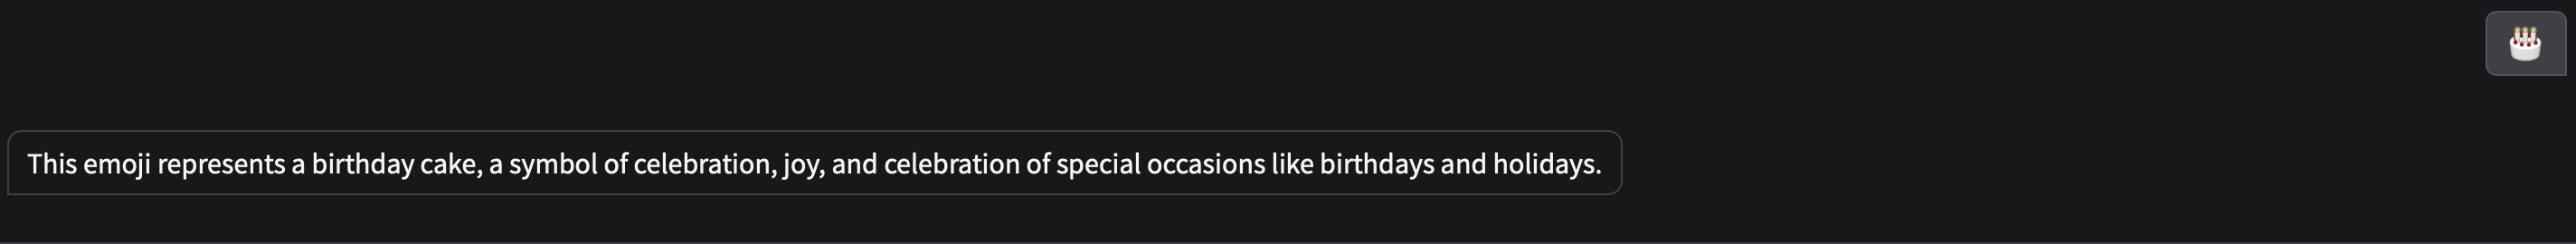 🎂
This emoji represents a birthday cake, a symbol of celebration, joy, and celebration of special occasions like birthdays and holidays.